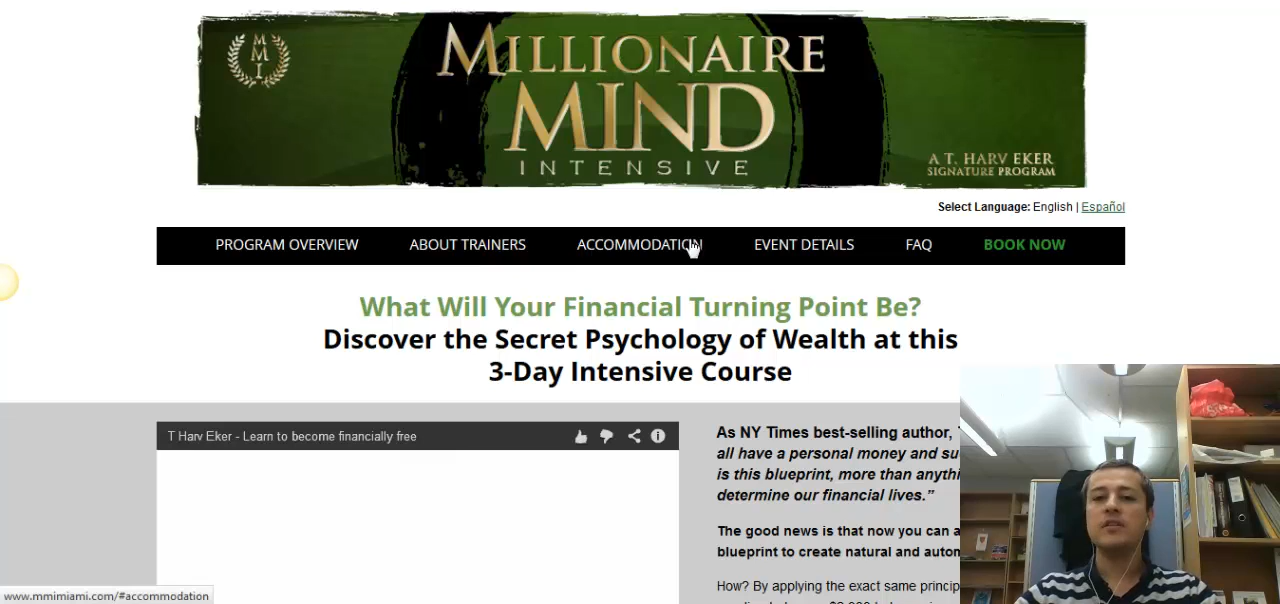 M
M
I
MILLIONAIRE
MIND
INTENSIVE
A T. HARV EKER
SIGNATURE PROGRAM
Select Language: English | Español
PROGRAM OVERVIEW ABOUT TRAINERS ACCOMMODATION EVENT DETAILS FAQ BOOK NOW
What Will Your Financial Turning Point Be?
Discover the Secret Psychology of Wealth at this
3-Day Intensive Course
T Harv Eker - Learn to become financially free
As NY Times best-selling author,
all have a personal money and su
is this blueprint, more than anythi
determine our financial lives.”
The good news is that now you can a
blueprint to create natural and autom
How? By applying the exact same princip
www.mmimiami.com/#accommodation